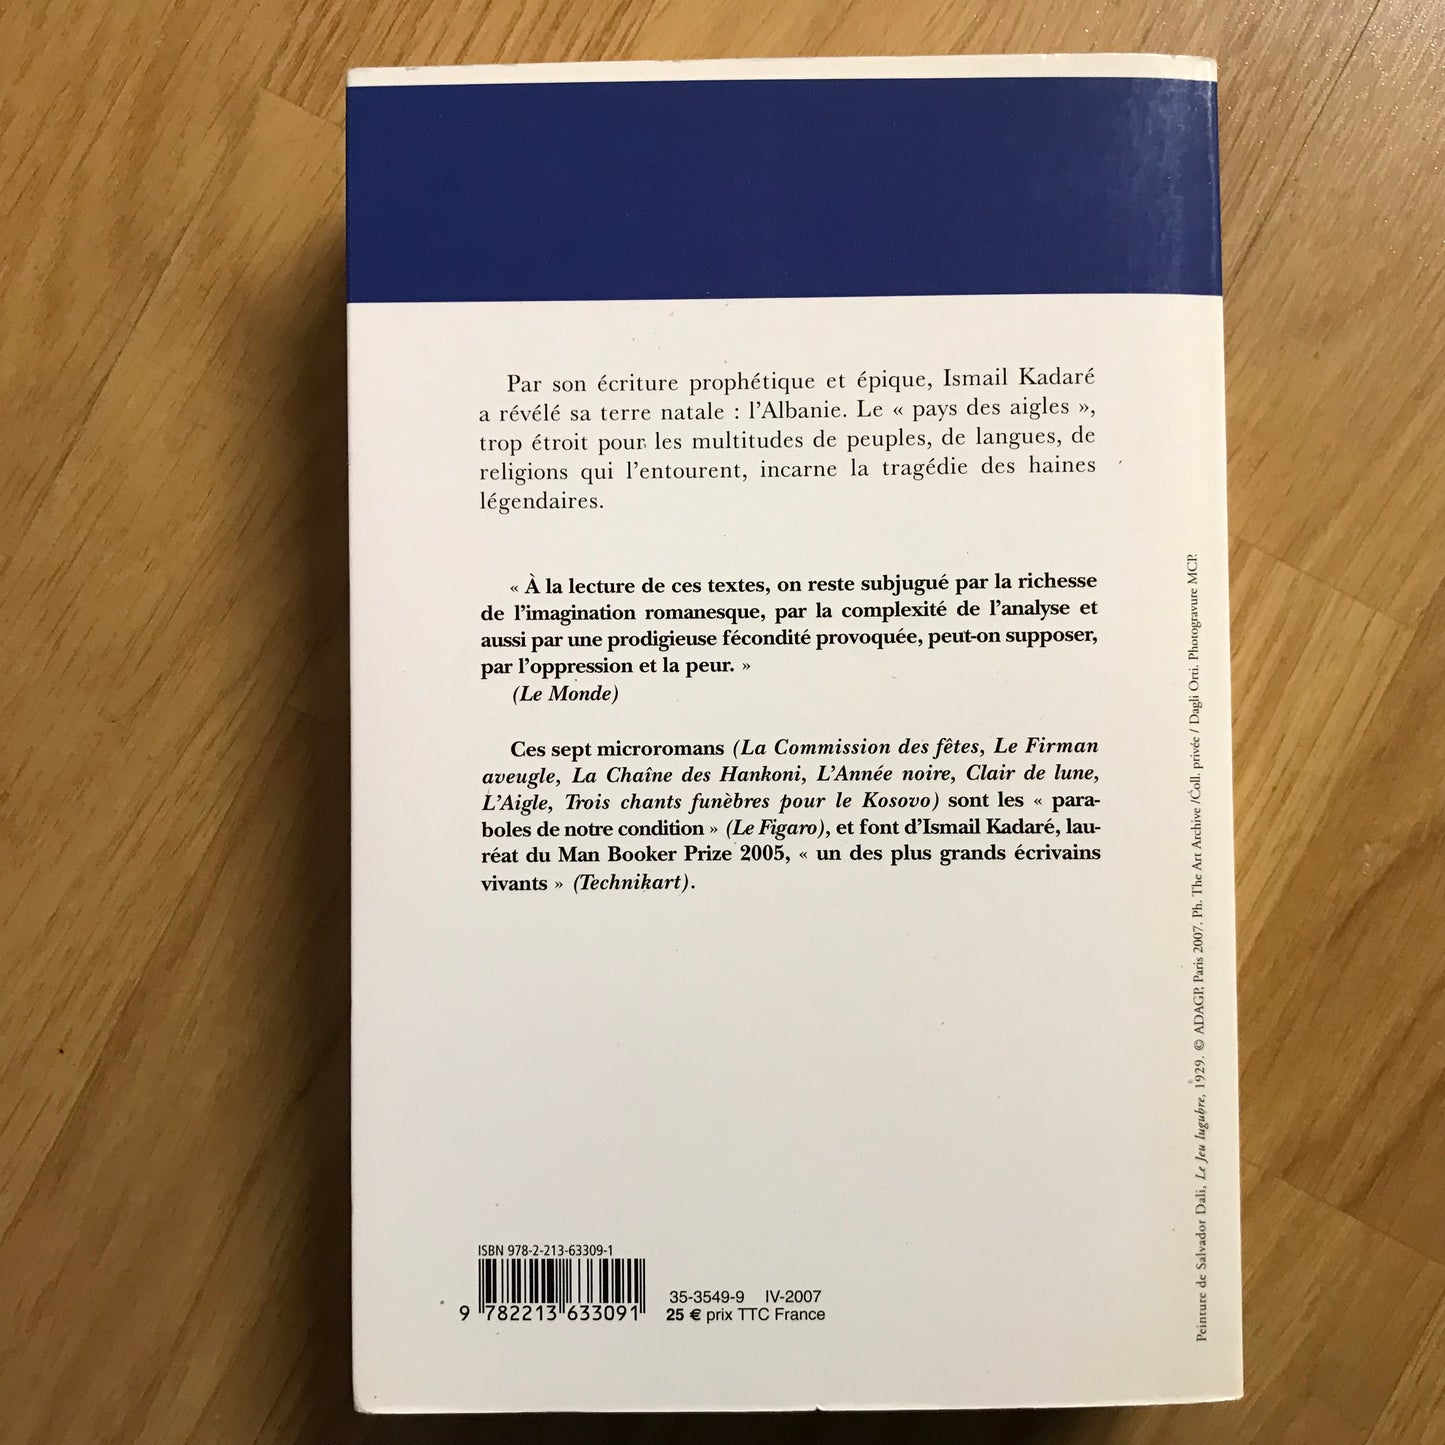 Par son écriture prophétique et épique, Ismail Kadaré
a révélé sa terre natale : l'Albanie. Le « pays des aigles »,
trop étroit pour les multitudes de peuples, de langues, de
religions qui l'entourent, incarne la tragédie des haines
légendaires.
« À la lecture de ces textes, on reste subjugué par la richesse
de l'imagination romanesque, par la complexité de l'analyse et
aussi par une prodigieuse fécondité provoquée, peut-on supposer,
par l'oppression et la peur. »
(Le Monde)
Ces sept microromans (La Commission des fêtes, Le Firman
aveugle, La Chaîne des Hankoni, L'Année noire, Clair de lune,
L'Aigle, Trois chants funèbres pour le Kosovo) sont les « para-
boles de notre condition » (Le Figaro), et font d'Ismail Kadaré, lau-
réat du Man Booker Prize 2005, « un des plus grands écrivains
vivants » (Technikart).
Peinture de Salvador Dali, Le Jeu lugubre, 1929. © ADAGP, Paris 2007. Ph. The Art Archive /Coll. privée / Dagli Orti. Photogravure MCP.
ISBN 978-2-213-63309-1
9 782213 633091
35-3549-9 IV-2007
25 € prix TTC France